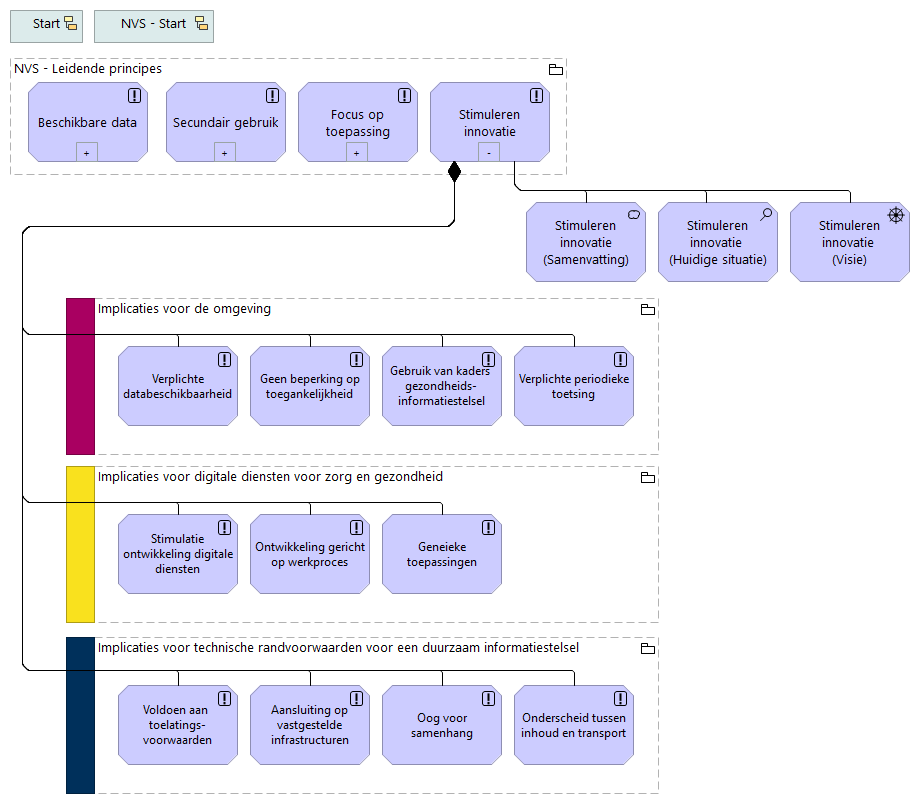 Start
NVS - Start
NVS - Leidende principes
Beschikbare data
+
Secundair gebruik
+
Focus op
toepassing
+
Stimuleren
innovatie
-
Stimuleren
innovatie
(Samenvatting)
Stimuleren
innovatie
(Huidige situatie)
Stimuleren
innovatie
(Visie)
Implicaties voor de omgeving
Verplichte
databeschikbaarheid
Geen beperking op
toegankelijkheid
Gebruik van kaders
gezondheids-
informatiestelsel
Verplichte periodieke
toetsing
Implicaties voor digitale diensten voor zorg en gezondheid
Stimulatie
ontwikkeling digitale
diensten
Ontwikkeling gericht
op werkproces
Geneieke
toepassingen
Implicaties voor technische randvoorwaarden voor een duurzaam informatiestelsel
Voldoen aan
toelatings-
voorwaarden
Aansluiting op
vastgestelde
infrastructuren
Oog voor
samenhang
Onderscheid tussen
inhoud en transport